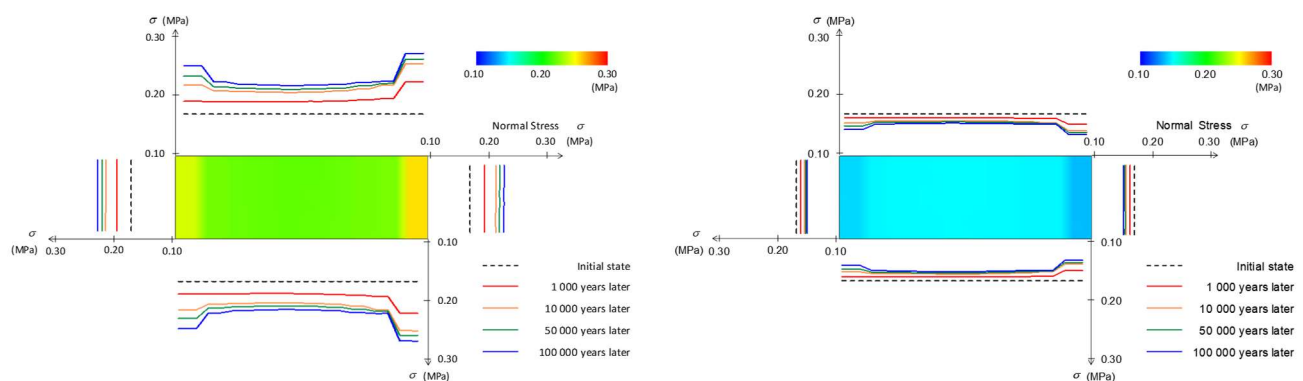 σ (MPa)
0.30
0.20
0.10
0.10 0.20 0.30
(MPa)
Normal Stress σ
(MPa)
0.10 0.20 0.30
σ
(MPa) 0.30 0.20 0.10
0.10
0.20
0.30
σ (MPa)
Initial state
1 000 years later
10 000 years later
50 000 years later
100 000 years later
σ
(MPa)
0.30
0.20
0.10
0.10 0.20 0.30
(MPa)
Normal Stress σ
(MPa)
0.10 0.20 0.30
σ
(MPa) 0.30 0.20 0.10
0.10
0.20
0.30
σ (MPa)
Initial state
1 000 years later
10 000 years later
50 000 years later
100 000 years later